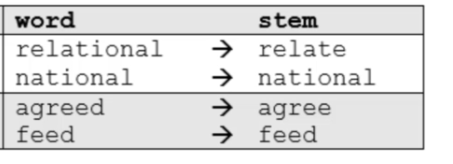 word stem
relational → relate
national → national
agreed → agree
feed → feed